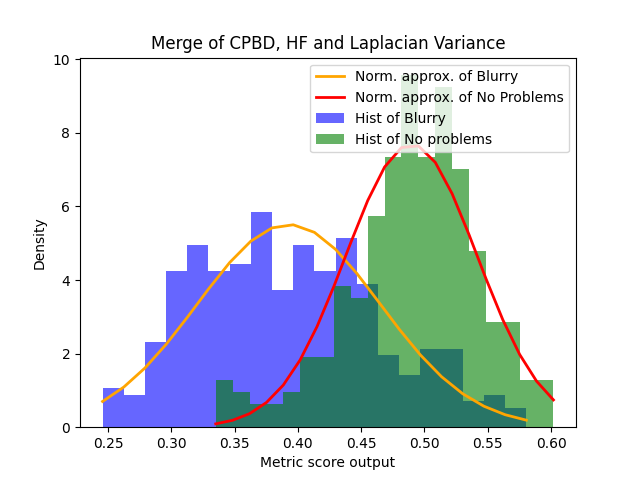 Merge of CPBD, HF and Laplacian Variance
Norm. approx. of Blurry
Norm. approx. of No Problems
Hist of Blurry
Hist of No problems
Density
10
8
6
4
2
0
0.25 0.30 0.35 0.40 0.45 0.50 0.55 0.60
Metric score output